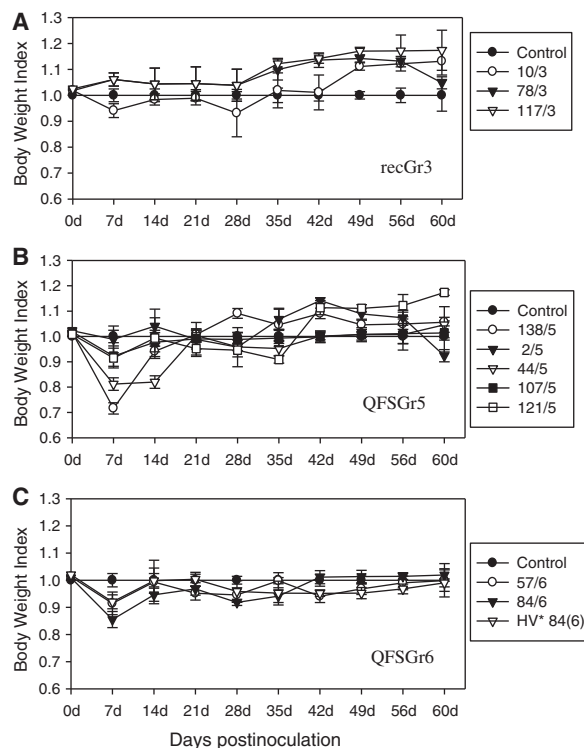 A
Body Weight Index
1.3
1.2
1.1
1.0
0.9
0.8
0.7
0.6
0d 7d 14d 21d 28d 35d 42d 49d 56d 60d
recGr3
Control
10/3
78/3
117/3
B
Body Weight Index
1.3
1.2
1.1
1.0
0.9
0.8
0.7
0.6
0d 7d 14d 21d 28d 35d 42d 49d 56d 60d
QFSGr5
Control
138/5
2/5
44/5
107/5
121/5
C
Body Weight Index
1.3
1.2
1.1
1.0
0.9
0.8
0.7
0.6
0d 7d 14d 21d 28d 35d 42d 49d 56d 60d
QFSGr6
Control
57/6
84/6
HV* 84(6)
Days postinoculation